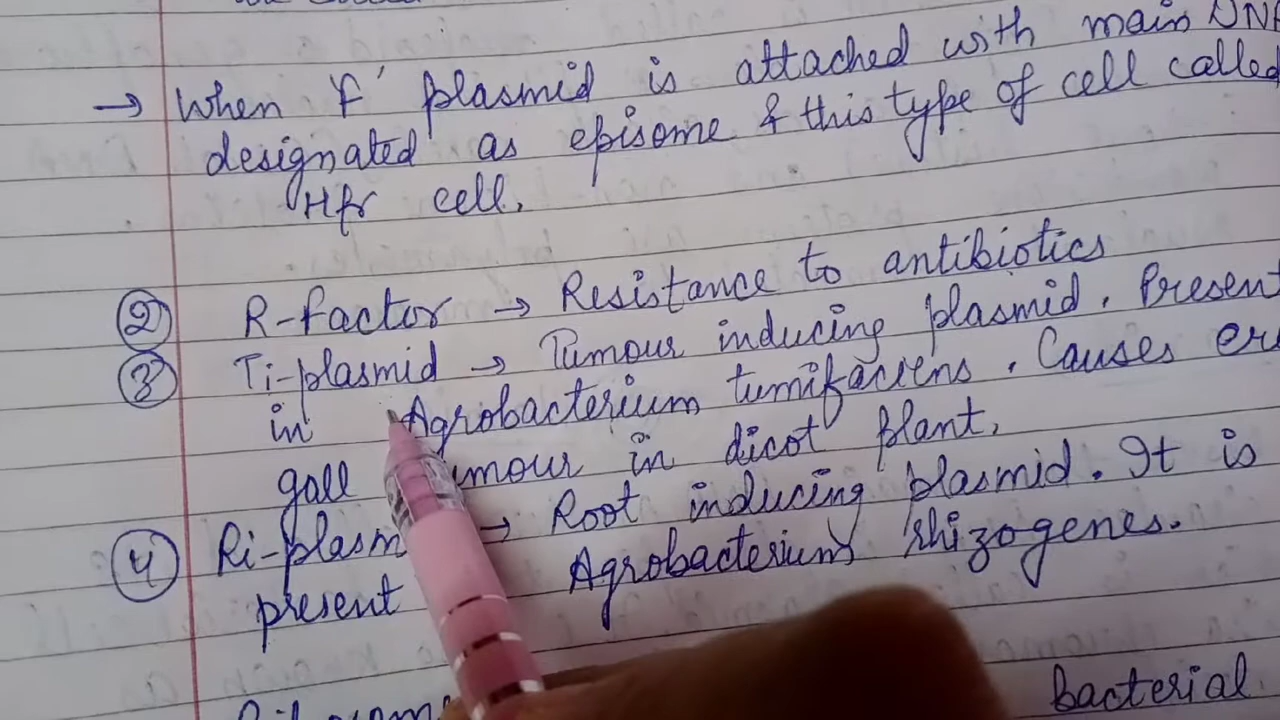 → When 'F' plasmid is attached with main DNA
designated as episome & this type of cell called
Hfr cell.
② R-factor → Resistance to antibiotics
③ Ti-plasmid → Tumour inducing plasmid. Present
in Agrobacterium tumifaciens. Causes
gall in dicot plant.
④ → Root inducing plasmid. It is
present Agrobacterium rhizogenes.
bacterial